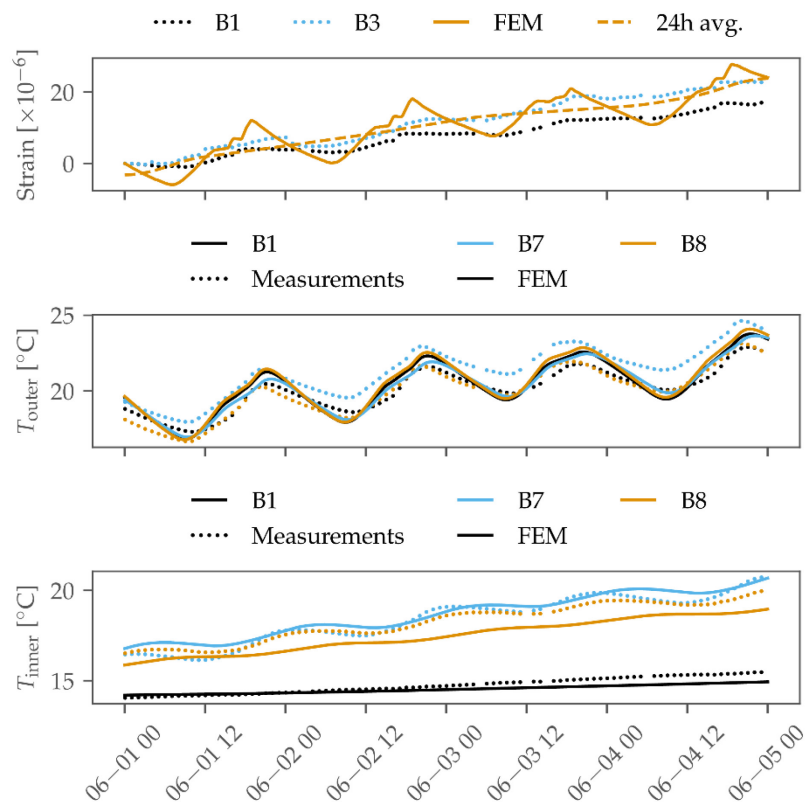 B1 B3 FEM 24h avg.
Strain [×10⁻⁶]
20
0
B1 B7 B8
Measurements FEM
T_outer [°C]
25
20
B1 B7 B8
Measurements FEM
T_inner [°C]
20
15
06−01 00 06−01 12 06−02 00 06−02 12 06−03 00 06−03 12 06−04 00 06−04 12 06−05 00